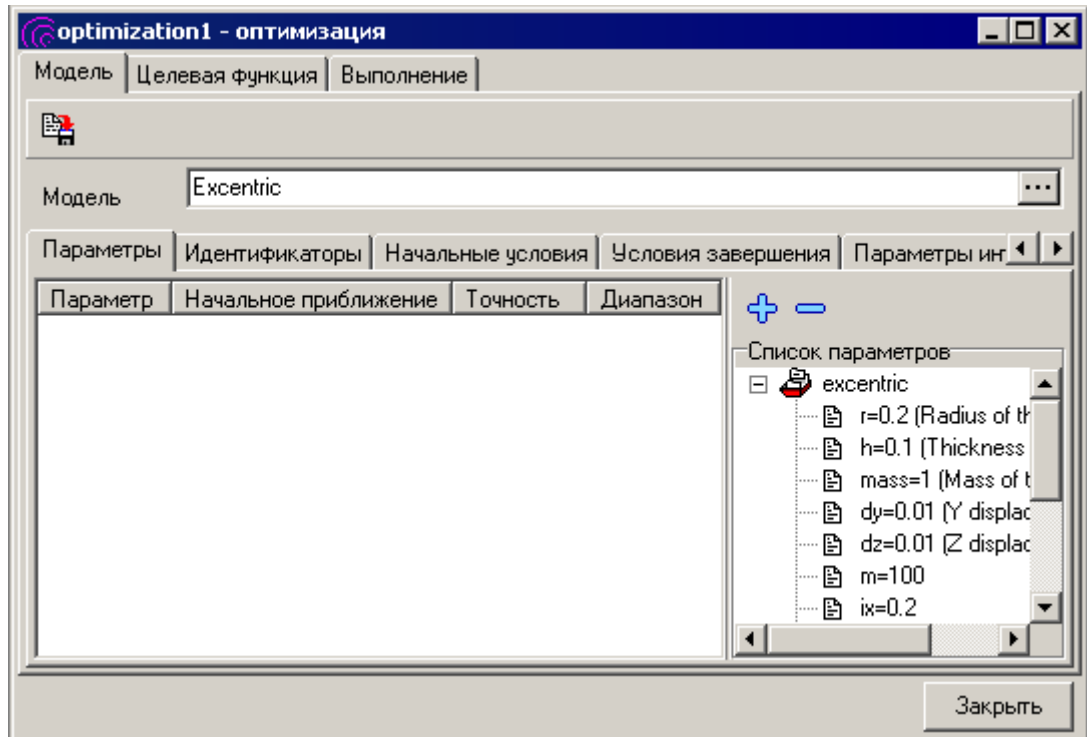 optimization1 - оптимизация
Модель Целевая функция Выполнение
Модель Excentric ...
Параметры Идентификаторы Начальные условия Условия завершения Параметры инт
Параметр Начальное приближение Точность Диапазон
Список параметров
excentric
r=0.2 (Radius of th
h=0.1 (Thickness
mass=1 (Mass of t
dy=0.01 (Y displac
dz=0.01 (Z displac
m=100
ix=0.2
Закрыть